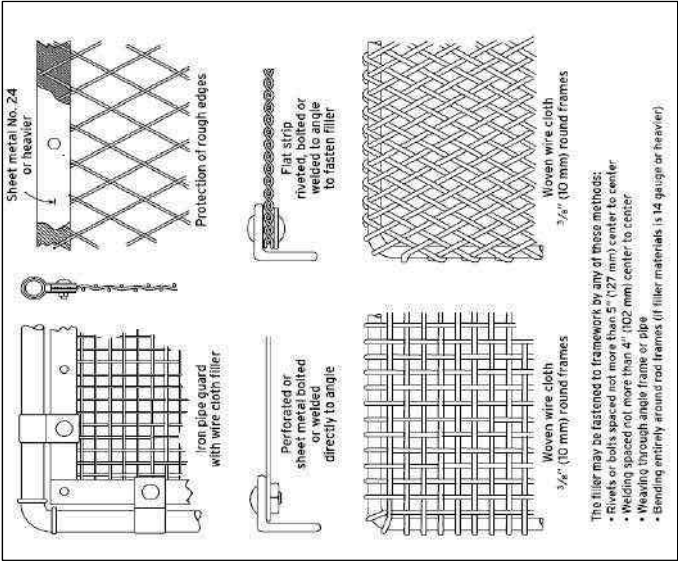 Iron pipe guard
with wire cloth filler
Sheet metal No. 24
or heavier
Protection of rough edges
Perforated or
sheet metal bolted
or welded
directly to angle
Flat strip
riveted, bolted or
welded to angle
to fasten filler
Woven wire cloth
3/8" (10 mm) round frames
Woven wire cloth
3/8" (10 mm) round frames
The filler may be fastened to framework by any of these methods:
• Rivets or bolts spaced not more than 5" (127 mm) center to center
• Welding spaced not more than 4" (102 mm) center to center
• Weaving through angle frame or pipe
• Bending entirely around rod frames (if filler materials is 14 gauge or heavier)